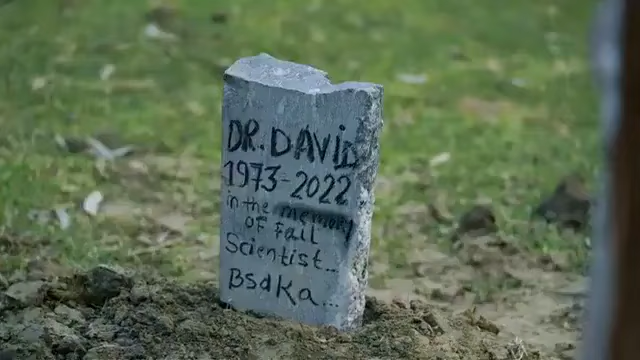 DR. DAVID
1973-2022
in the memory
OF FaiL
Scientist...
BsdKa...